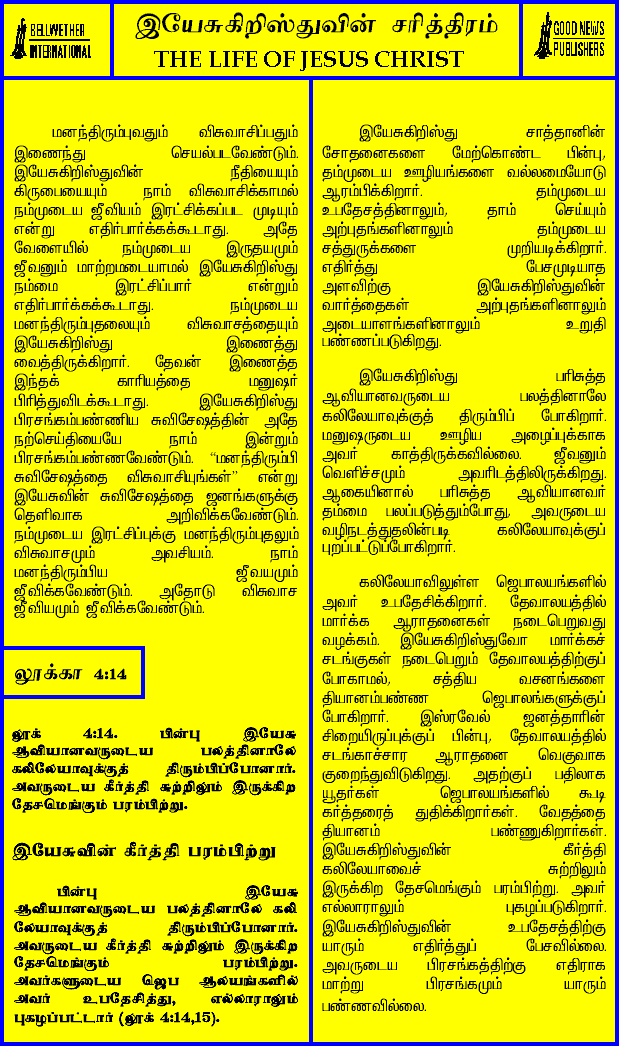 BELLWETHER
INTERNATIONAL
இயேசுகிறிஸ்துவின் சரித்திரம்
THE LIFE OF JESUS CHRIST
GOOD NEWS
PUBLISHERS
மனந்திரும்புவதும் விசுவாசிப்பதும்
இணைந்து செயல்படவேண்டும்.
இயேசுகிறிஸ்துவின் நீதியையும்
கிருபையையும் நாம் விசுவாசிக்காமல்
நம்முடைய ஜீவியம் இரட்சிக்கப்பட முடியும்
என்று எதிர்பார்க்கக்கூடாது. அதே
வேளையில் நம்முடைய இருதயமும்
ஜீவனும் மாற்றமடையாமல் இயேசுகிறிஸ்து
நம்மை இரட்சிப்பார் என்றும்
எதிர்பார்க்கக்கூடாது. நம்முடைய
மனந்திரும்புதலையும் விசுவாசத்தையும்
இயேசுகிறிஸ்து இணைத்து
வைத்திருக்கிறார். தேவன் இணைத்த
இந்தக் காரியத்தை மனுஷர்
பிரித்துவிடக்கூடாது. இயேசுகிறிஸ்து
பிரசங்கம்பண்ணிய சுவிசேஷத்தின் அதே
நற்செய்தியையே நாம் இன்றும்
பிரசங்கம்பண்ணவேண்டும். “மனந்திரும்பி
சுவிசேஷத்தை விசுவாசியுங்கள்” என்று
இயேசுவின் சுவிசேஷத்தை ஜனங்களுக்கு
தெளிவாக அறிவிக்கவேண்டும்.
நம்முடைய இரட்சிப்புக்கு மனந்திரும்புதலும்
விசுவாசமும் அவசியம். நாம்
மனந்திரும்பிய ஜீவயமும்
ஜீவிக்கவேண்டும். அதோடு விசுவாச
ஜீவியமும் ஜீவிக்கவேண்டும்.
லூக்கா 4:14
லூக் 4:14. பின்பு இயேசு
ஆவியானவருடைய பலத்தினாலே
கலிலேயாவுக்குத் திரும்பிப்போனார்.
அவருடைய கீர்த்தி சுற்றிலும் இருக்கிற
தேசமெங்கும் பரம்பிற்று.
இயேசுவின் கீர்த்தி பரம்பிற்று
பின்பு இயேசு
ஆவியானவருடைய பலத்தினாலே கலி
லேயாவுக்குத் திரும்பிப்போனார்.
அவருடைய கீர்த்தி சுற்றிலும் இருக்கிற
தேசமெங்கும் பரம்பிற்று.
அவர்களுடைய ஜெப ஆலயங்களில்
அவர் உபதேசித்து, எல்லாராலும்
புகழப்பட்டார் (லூக் 4:14,15).
இயேசுகிறிஸ்து சாத்தானின்
சோதனைகளை மேற்கொண்ட பின்பு,
தம்முடைய ஊழியங்களை வல்லமையோடு
ஆரம்பிக்கிறார். தம்முடைய
உபதேசத்தினாலும், தாம் செய்யும்
அற்புதங்களினாலும் தம்முடைய
சத்துருக்களை முறியடிக்கிறார்.
எதிர்த்து பேசமுடியாத
அளவிற்கு இயேசுகிறிஸ்துவின்
வார்த்தைகள் அற்புதங்களினாலும்
அடையாளங்களினாலும் உறுதி
பண்ணப்படுகிறது.
இயேசுகிறிஸ்து பரிசுத்த
ஆவியானவருடைய பலத்தினாலே
கலிலேயாவுக்குத் திரும்பிப் போகிறார்.
மனுஷருடைய ஊழிய அழைப்புக்காக
அவர் காத்திருக்கவில்லை. ஜீவனும்
வெளிச்சமும் அவரிடத்திலிருக்கிறது.
ஆகையினால் பரிசுத்த ஆவியானவர்
தம்மை பலப்படுத்தும்போது, அவருடைய
வழிநடத்துதலின்படி கலிலேயாவுக்குப்
புறப்பட்டுப்போகிறார்.
கலிலேயாவிலுள்ள ஜெபாலயங்களில்
அவர் உபதேசிக்கிறார். தேவாலயத்தில்
மார்க்க ஆராதனைகள் நடைபெறுவது
வழக்கம். இயேசுகிறிஸ்துவோ மார்க்கச்
சடங்குகள் நடைபெறும் தேவாலயத்திற்குப்
போகாமல், சத்திய வசனங்களை
தியானம்பண்ண ஜெபாலங்களுக்குப்
போகிறார். இஸ்ரவேல் ஜனத்தாரின்
சிறையிருப்புக்குப் பின்பு, தேவாலயத்தில்
சடங்காச்சார ஆராதனை வெகுவாக
குறைந்துவிடுகிறது. அதற்குப் பதிலாக
யூதர்கள் ஜெபாலயங்களில் கூடி
கர்த்தரைத் துதிக்கிறார்கள். வேதத்தை
தியானம் பண்ணுகிறார்கள்.
இயேசுகிறிஸ்துவின் கீர்த்தி
கலிலேயாவைச் சுற்றிலும்
இருக்கிற தேசமெங்கும் பரம்பிற்று. அவர்
எல்லாராலும் புகழப்படுகிறார்.
இயேசுகிறிஸ்துவின் உபதேசத்திற்கு
யாரும் எதிர்த்துப் பேசவில்லை.
அவருடைய பிரசங்கத்திற்கு எதிராக
மாற்று பிரசங்கமும் யாரும்
பண்ணவில்லை.